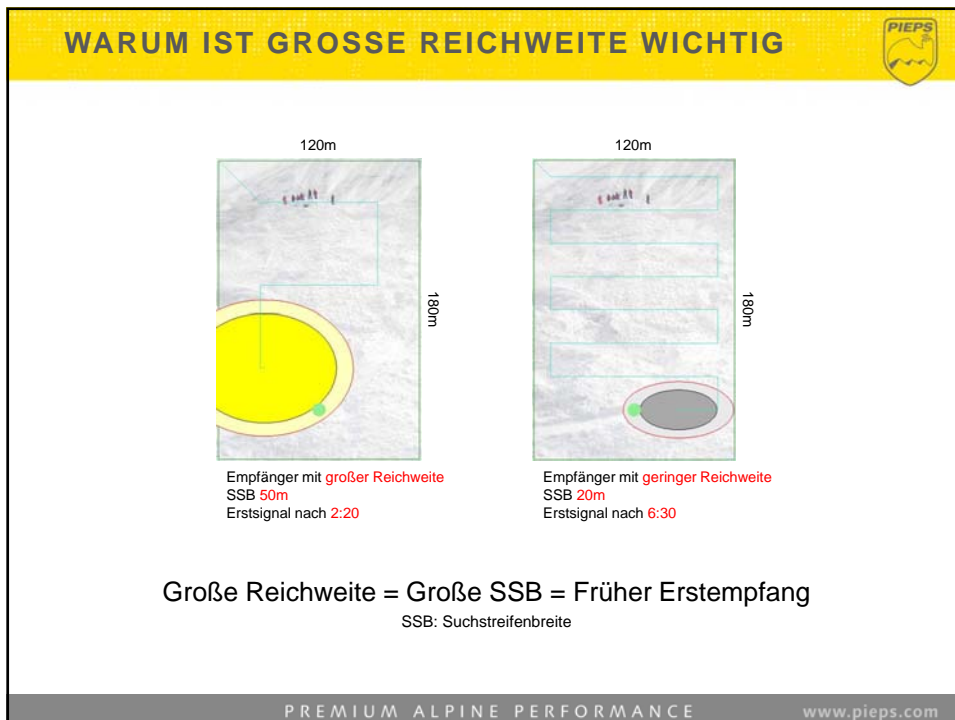 WARUM IST GROSSE REICHWEITE WICHTIG
PIEPS
120m
180m
Empfänger mit großer Reichweite
SSB 50m
Erstsignal nach 2:20
120m
180m
Empfänger mit geringer Reichweite
SSB 20m
Erstsignal nach 6:30
Große Reichweite = Große SSB = Früher Erstempfang
SSB: Suchstreifenbreite
PREMIUM ALPINE PERFORMANCE
www.pieps.com